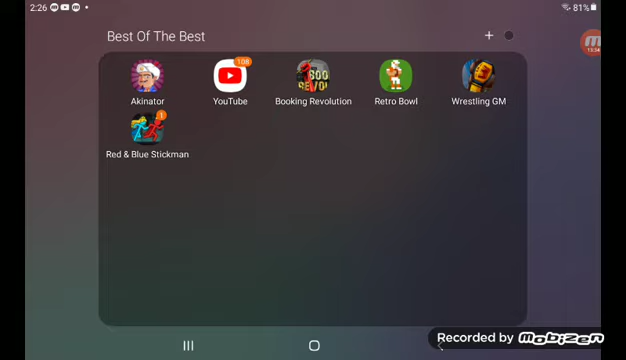 2:26
81%
Best Of The Best
108
Akinator
YouTube
Booking Revolution
Retro Bowl
Wrestling GM
1
Red & Blue Stickman
Recorded by
MOBIZEN